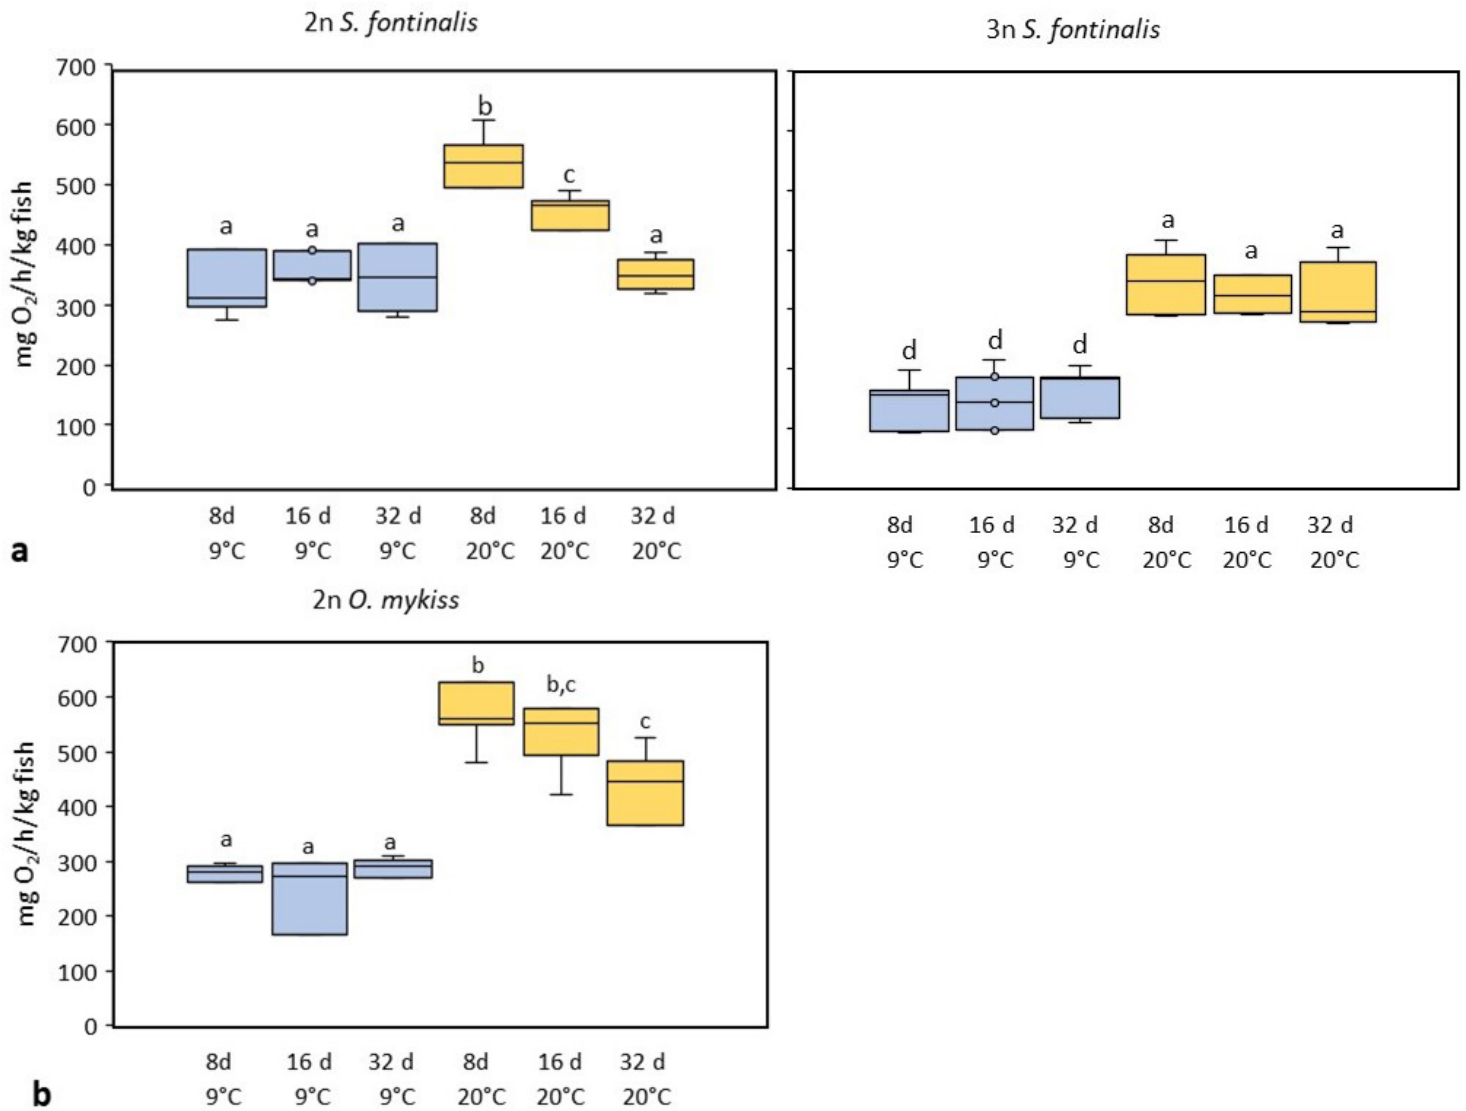 2n S. fontinalis
3n S. fontinalis
mg O₂/h/kg fish
700
600
500
400
300
200
100
0
a
a
a
b
c
a
d
d
d
a
a
a
8d 16 d 32 d 8d 16 d 32 d
9°C 9°C 9°C 20°C 20°C 20°C
8d 16 d 32 d 8d 16 d 32 d
9°C 9°C 9°C 20°C 20°C 20°C
a
2n O. mykiss
mg O₂/h/kg fish
700
600
500
400
300
200
100
0
a
a
a
b
b,c
c
8d 16 d 32 d 8d 16 d 32 d
9°C 9°C 9°C 20°C 20°C 20°C
b